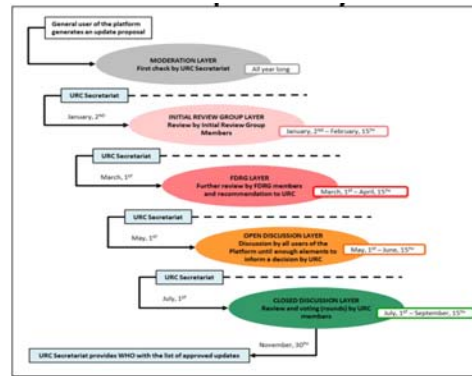 General user of the platform
generates an update proposal
MODERATION LAYER
First check by URC Secretariat
All year long
URC Secretariat
January, 2nd
INITIAL REVIEW GROUP LAYER
Review by Initial Review Group
Members
January, 2nd – February, 15th
URC Secretariat
March, 1st
FDRG LAYER
Further review by FDRG members
and recommendation to URC
March, 1st – April, 15th
URC Secretariat
May, 1st
OPEN DISCUSSION LAYER
Discussion by all users of the
Platform until enough elements to
inform a decision by URC
May, 1st – June, 15th
URC Secretariat
July, 1st
CLOSED DISCUSSION LAYER
Review and voting (rounds) by URC
members
July, 1st – September, 15th
November, 30th
URC Secretariat provides WHO with the list of approved updates